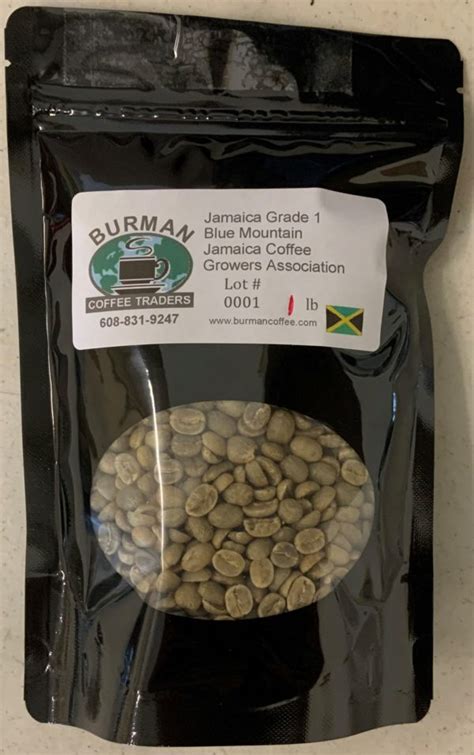 BURMAN
COFFEE TRADERS
608-831-9247
Jamaica Grade 1
Blue Mountain
Jamaica Coffee
Growers Association
Lot #
0001 1 lb
www.burmancoffee.com